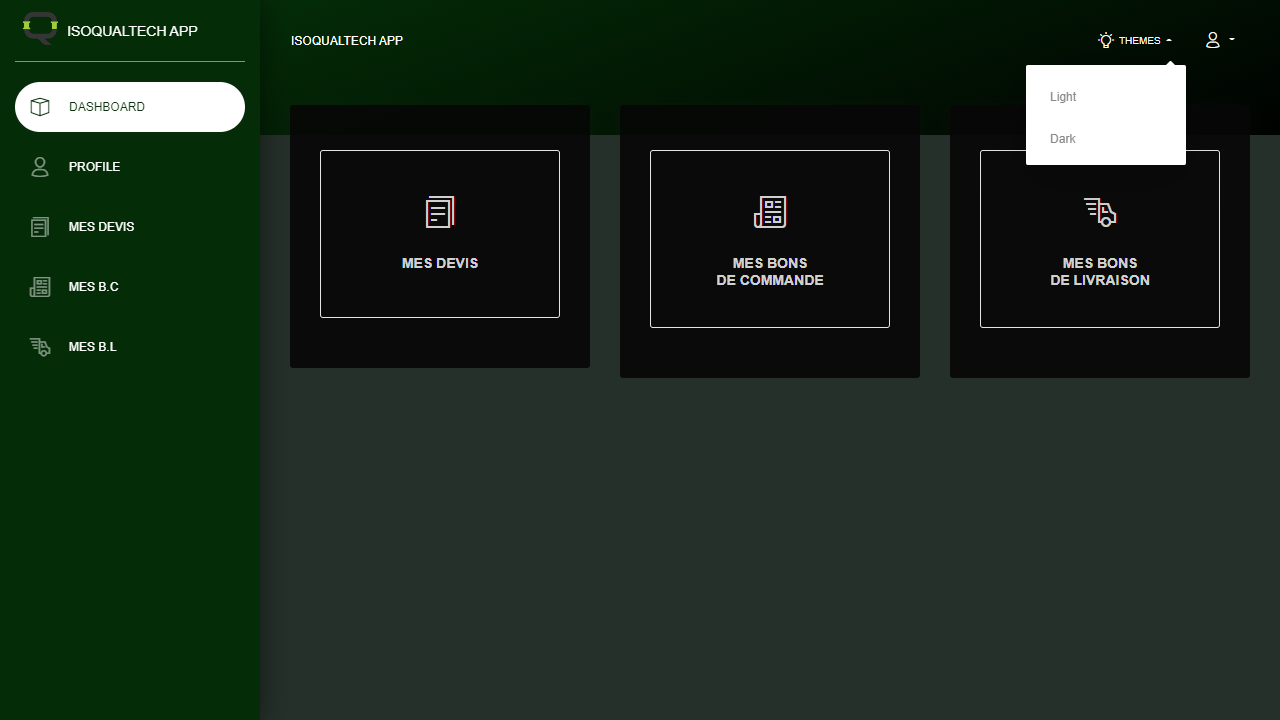 ISOQUALTECH APP
DASHBOARD
PROFILE
MES DEVIS
MES B.C
MES B.L
ISOQUALTECH APP
THEMES
Light
Dark
MES DEVIS
MES BONS
DE COMMANDE
MES BONS
DE LIVRAISON